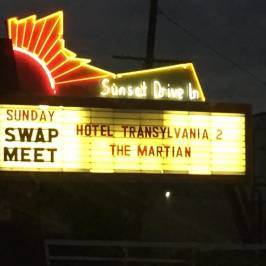 Sunset Drive In
SUNDAY
SWAP
MEET
HOTEL TRANSYLVANIA 2
THE MARTIAN